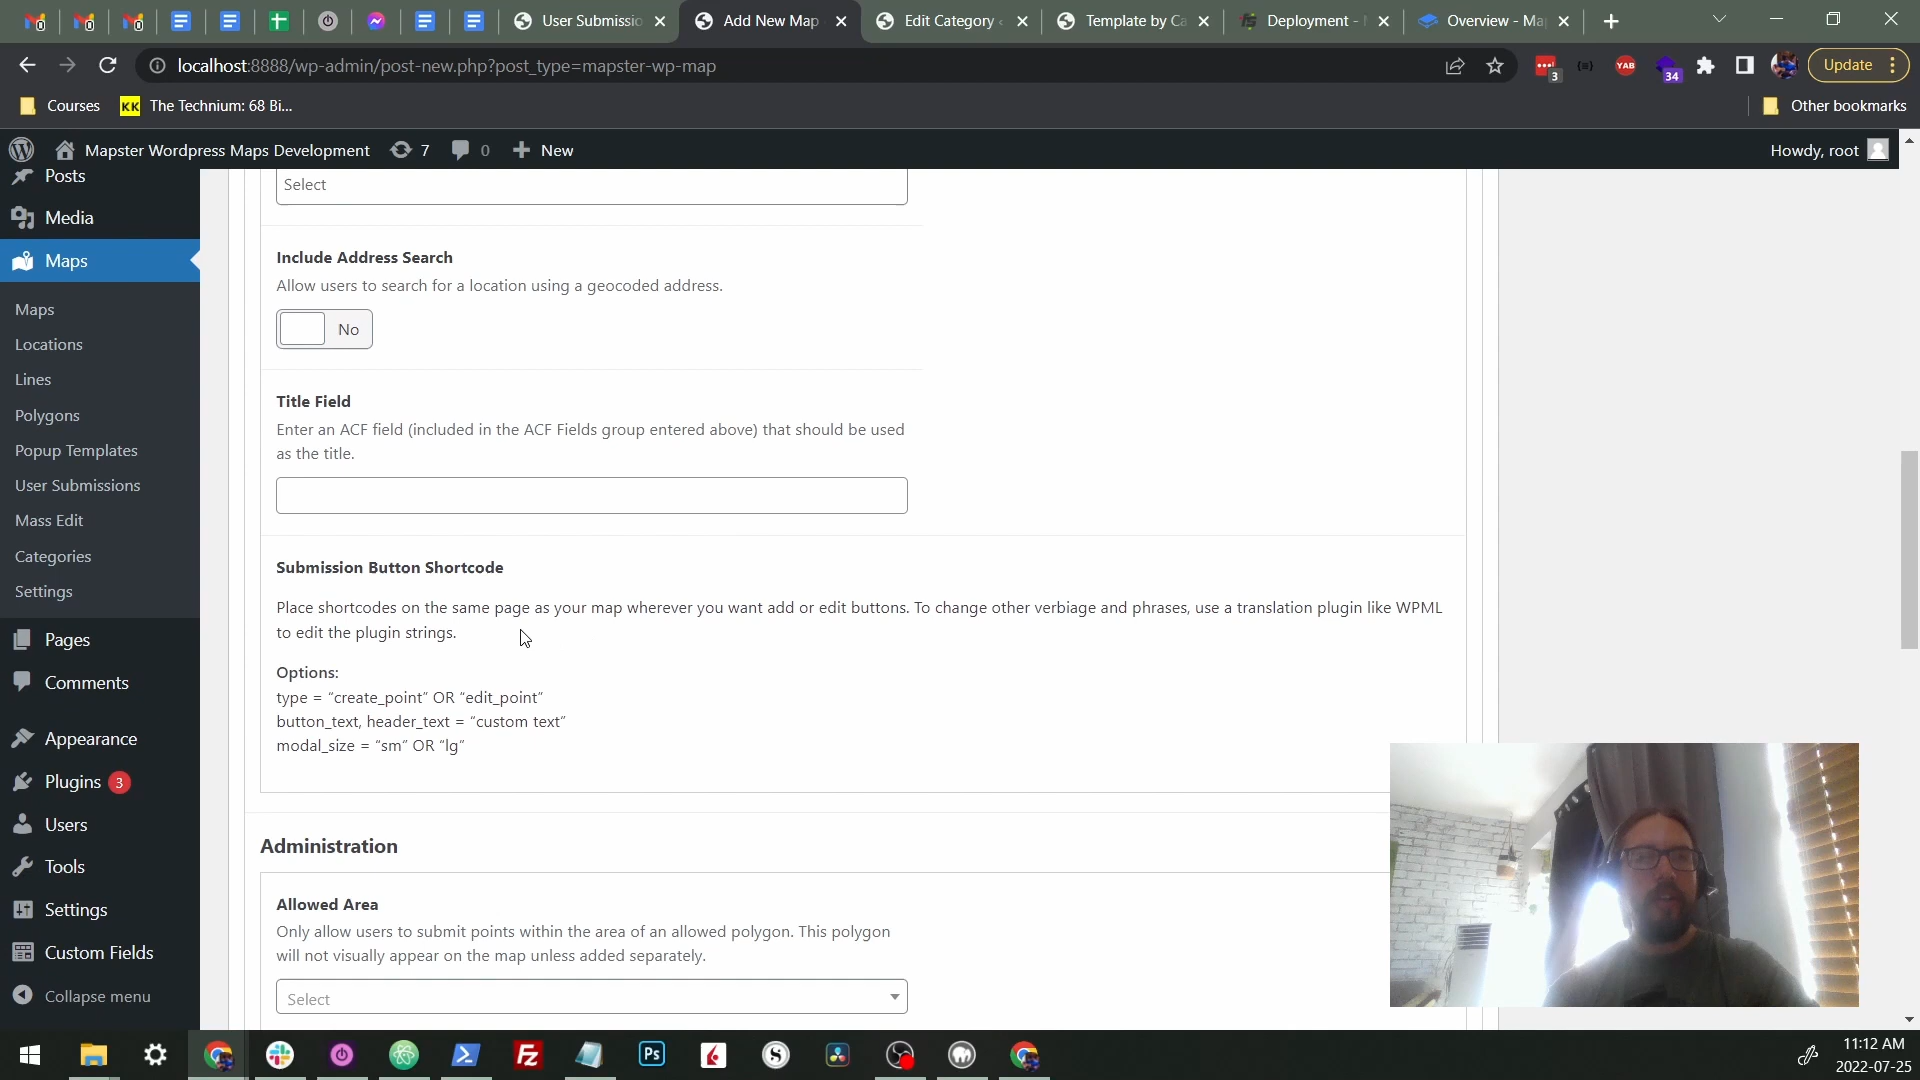 User Submissio
Add New Map
Edit Category
Template by Ca
Deployment -
Overview - Ma
localhost:8888/wp-admin/post-new.php?post_type=mapster-wp-map
3
YAB
34
Update
Courses
KK
The Technium: 68 Bi...
Other bookmarks
Mapster Wordpress Maps Development
7
0
New
Howdy, root
Posts
Media
Maps
Maps
Locations
Lines
Polygons
Popup Templates
User Submissions
Mass Edit
Categories
Settings
Pages
Comments
Appearance
Plugins 3
Users
Tools
Settings
Custom Fields
Collapse menu
Select
Include Address Search
Allow users to search for a location using a geocoded address.
No
Title Field
Enter an ACF field (included in the ACF Fields group entered above) that should be used
as the title.
Submission Button Shortcode
Place shortcodes on the same page as your map wherever you want add or edit buttons. To change other verbiage and phrases, use a translation plugin like WPML
to edit the plugin strings.
Options:
type = “create_point” OR “edit_point”
button_text, header_text = “custom text”
modal_size = “sm” OR “lg”
Administration
Allowed Area
Only allow users to submit points within the area of an allowed polygon. This polygon
will not visually appear on the map unless added separately.
Select
Ps
11:12 AM
2022-07-25